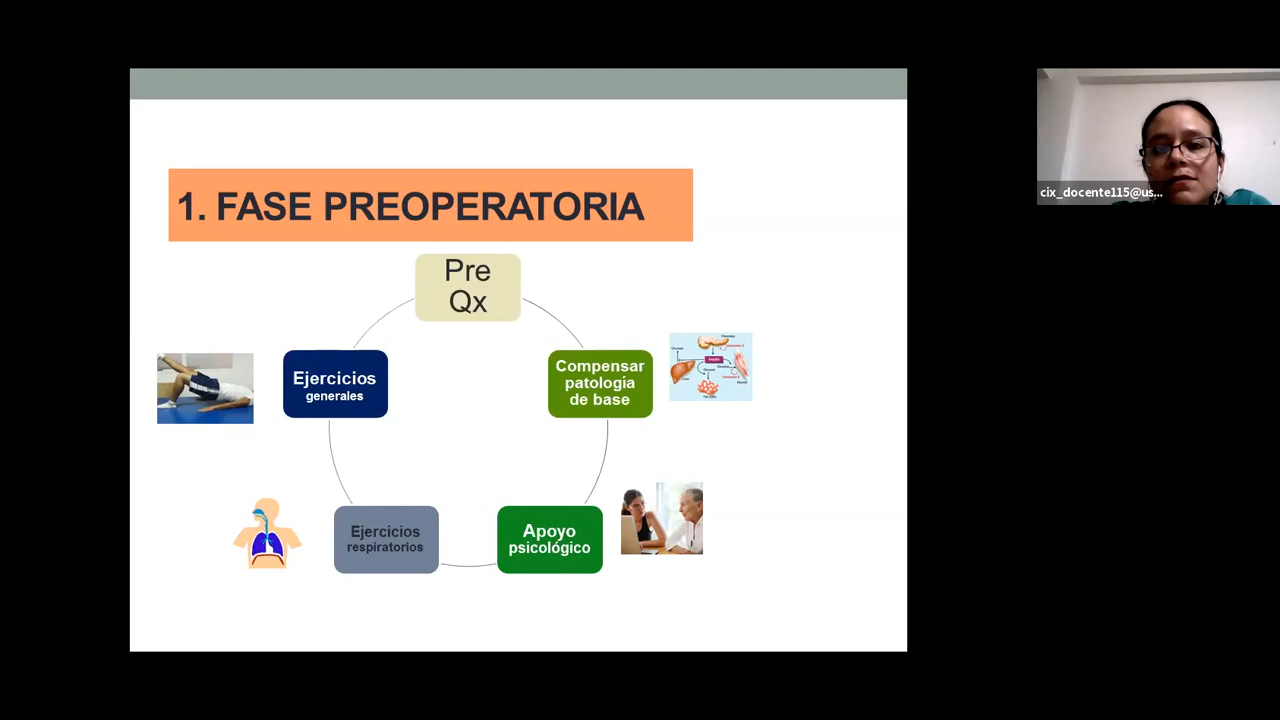 1. FASE PREOPERATORIA
Pre
Qx
Compensar
patología
de base
Apoyo
psicológico
Ejercicios
respiratorios
Ejercicios
generales
cix_docente115@us...